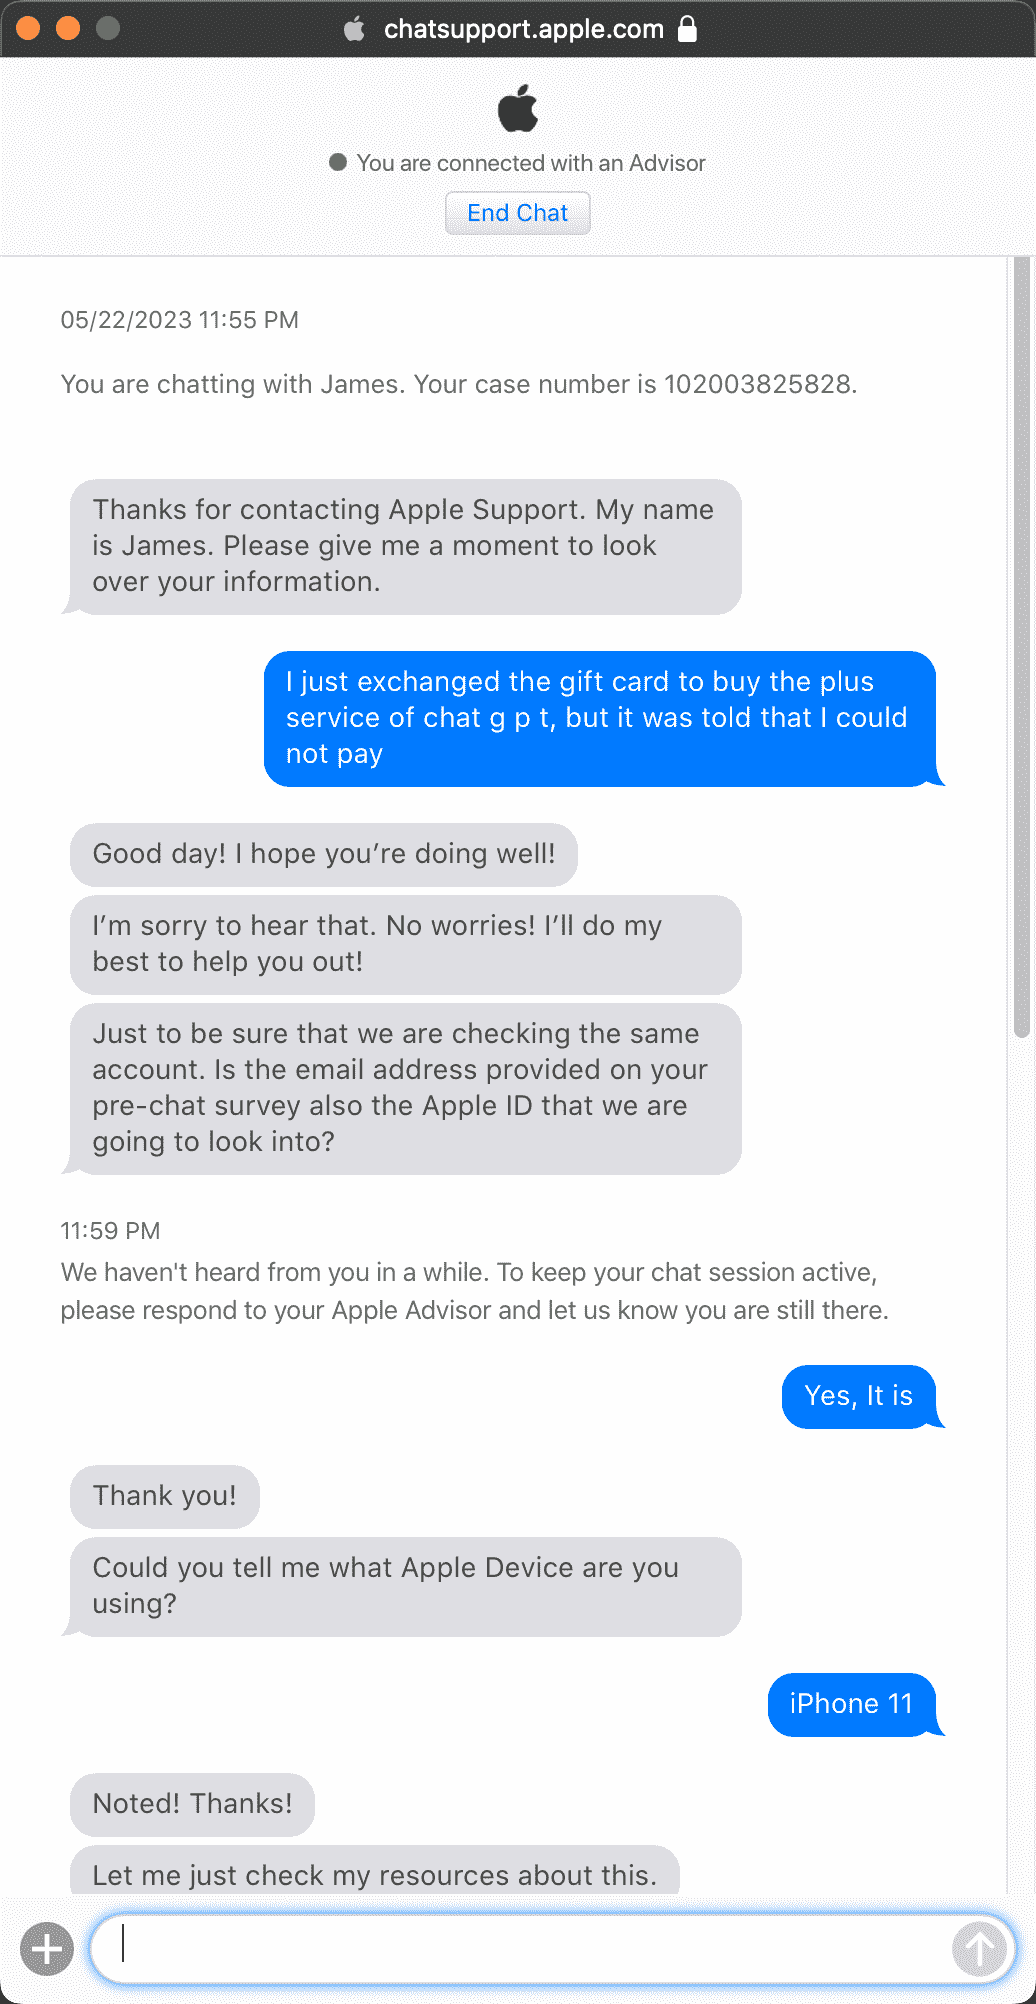 chatsupport.apple.com
You are connected with an Advisor
End Chat
05/22/2023 11:55 PM
You are chatting with James. Your case number is 102003825828.
Thanks for contacting Apple Support. My name
is James. Please give me a moment to look
over your information.
I just exchanged the gift card to buy the plus
service of chat g p t, but it was told that I could
not pay
Good day! I hope you’re doing well!
I’m sorry to hear that. No worries! I’ll do my
best to help you out!
Just to be sure that we are checking the same
account. Is the email address provided on your
pre-chat survey also the Apple ID that we are
going to look into?
11:59 PM
We haven't heard from you in a while. To keep your chat session active,
please respond to your Apple Advisor and let us know you are still there.
Yes, It is
Thank you!
Could you tell me what Apple Device are you
using?
iPhone 11
Noted! Thanks!
Let me just check my resources about this.